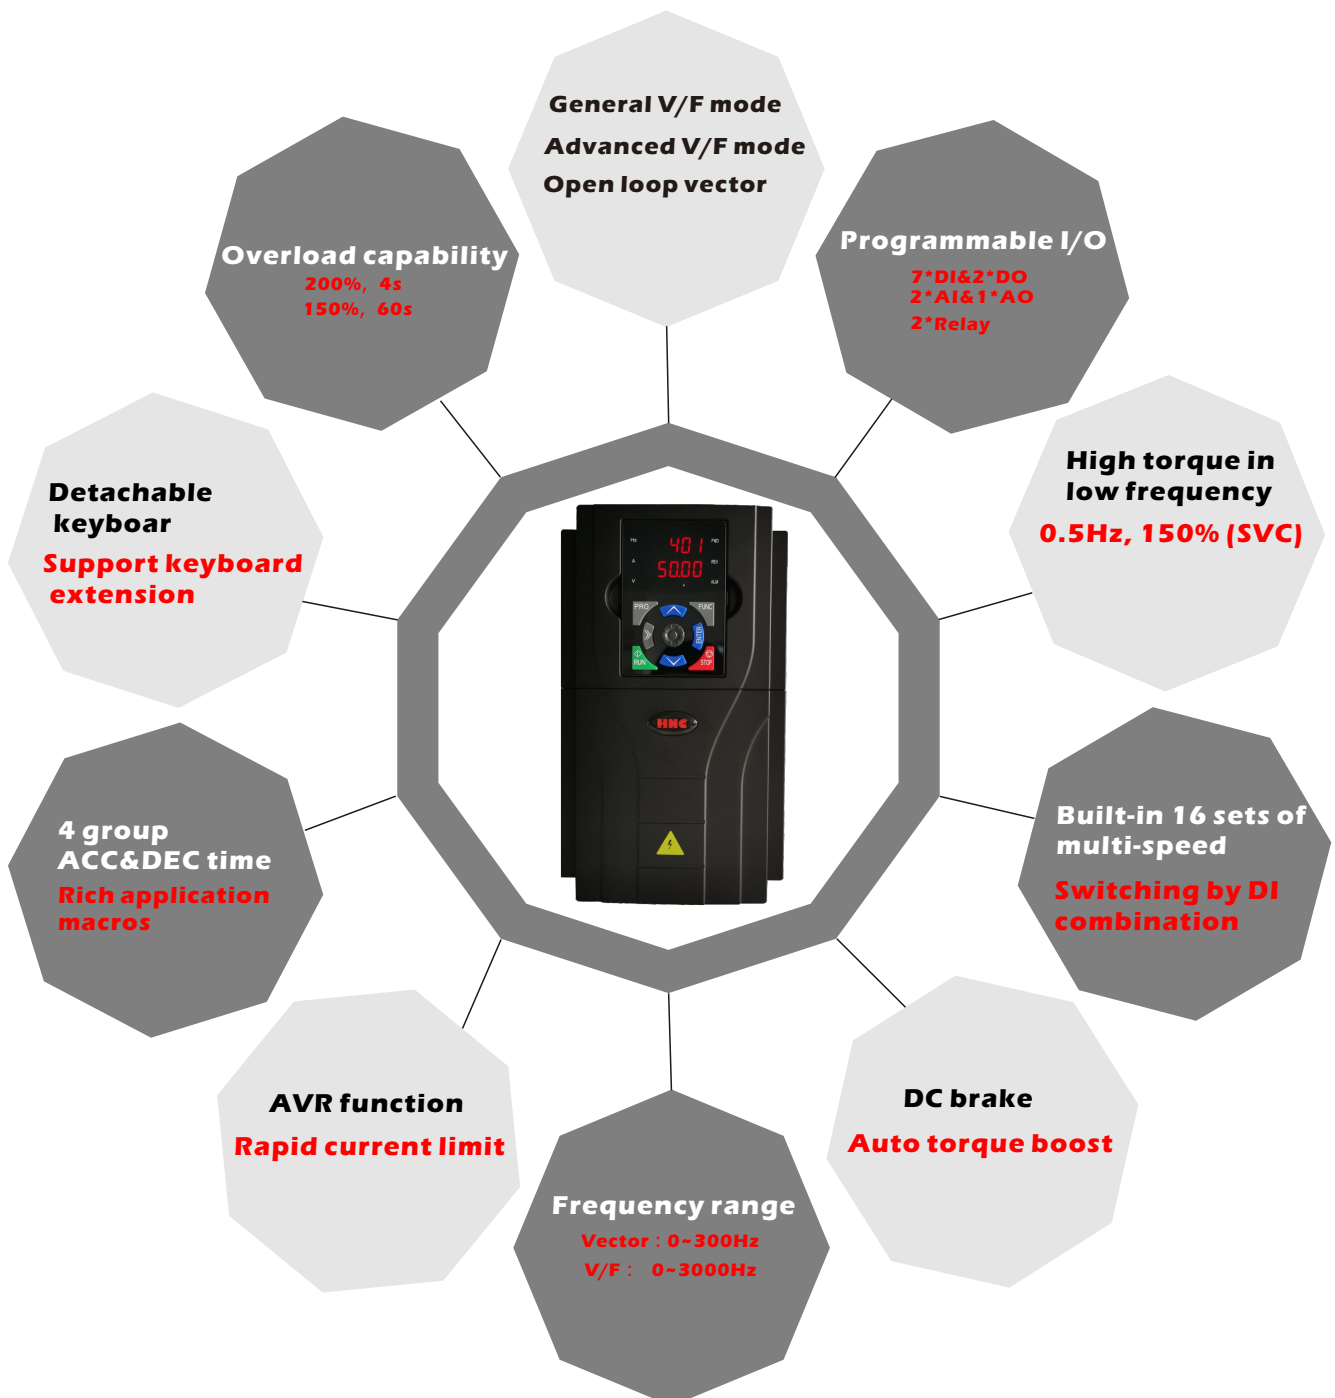 General V/F mode
Advanced V/F mode
Open loop vector
Overload capability
200%, 4s
150%, 60s
Programmable I/O
7*DI&2*DO
2*AI&1*AO
2*Relay
Detachable
keyboar
Support keyboard
extension
High torque in
low frequency
0.5Hz, 150% (SVC)
Hz 401 FWD
A 50.00 REV
V ALM
PRG FUNC
ENTER
RUN STOP
HNC
4 group
ACC&DEC time
Rich application
macros
Built-in 16 sets of
multi-speed
Switching by DI
combination
AVR function
Rapid current limit
DC brake
Auto torque boost
Frequency range
Vector : 0~300Hz
V/F : 0~3000Hz